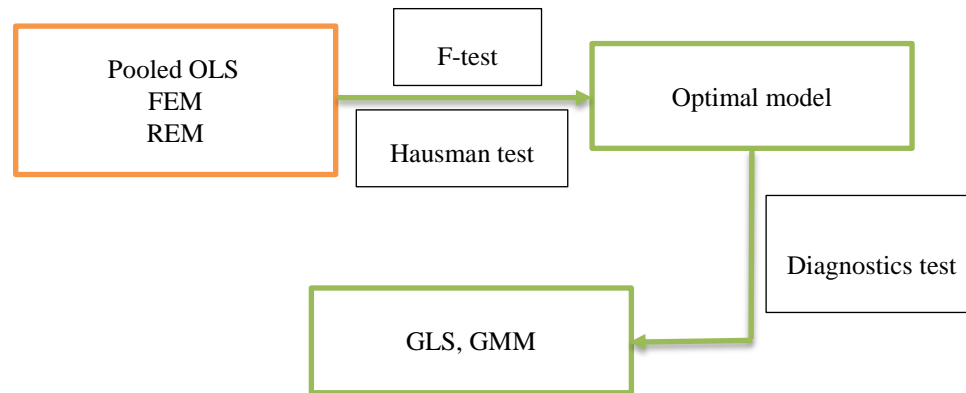 Pooled OLS
FEM
REM
F-test
Hausman test
Optimal model
Diagnostics test
GLS, GMM